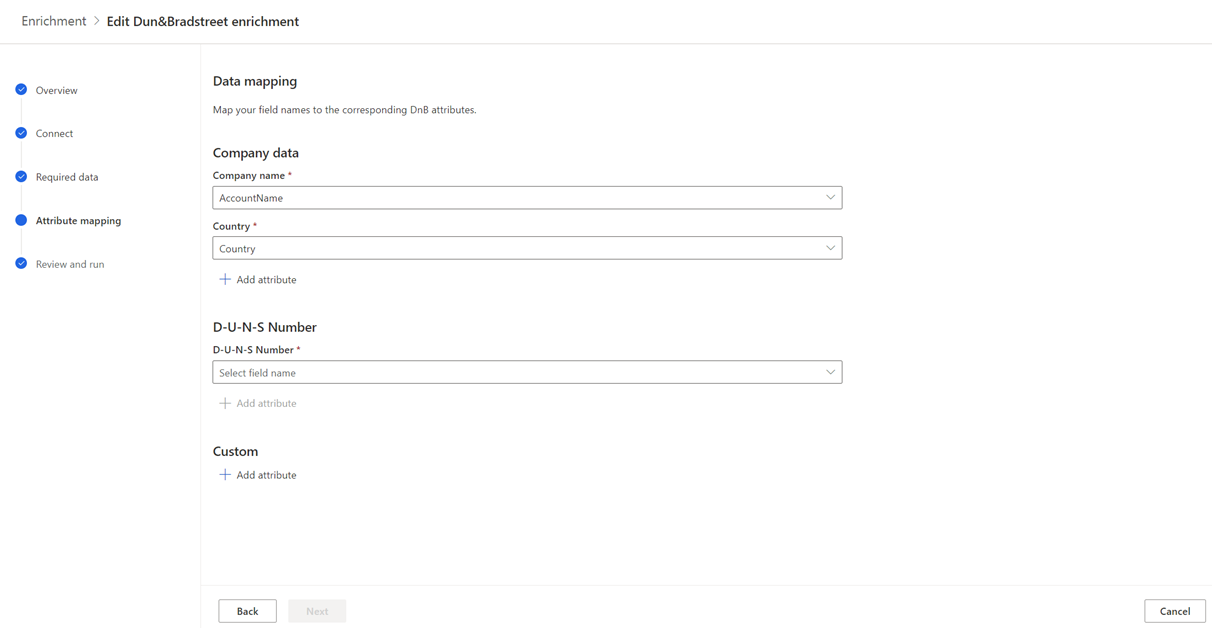 Enrichment > Edit Dun&Bradstreet enrichment
Overview
Connect
Required data
Attribute mapping
Review and run
Data mapping
Map your field names to the corresponding DnB attributes.
Company data
Company name *
AccountName
Country *
Country
+ Add attribute
D-U-N-S Number
D-U-N-S Number *
Select field name
+ Add attribute
Custom
+ Add attribute
Back
Next
Cancel